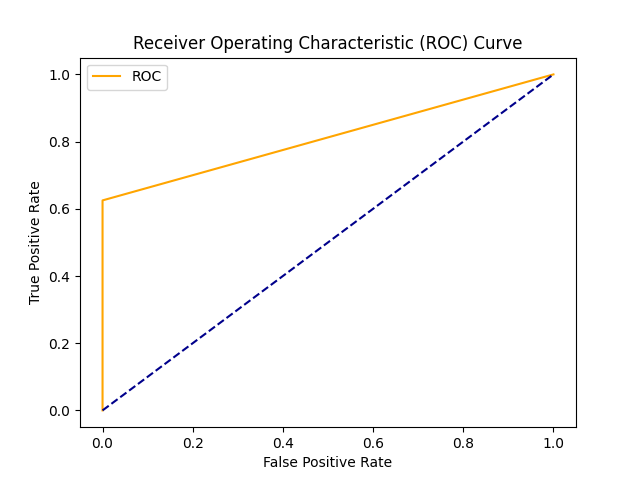 Receiver Operating Characteristic (ROC) Curve
ROC
1.0
0.8
0.6
0.4
0.2
0.0
True Positive Rate
0.0 0.2 0.4 0.6 0.8 1.0
False Positive Rate